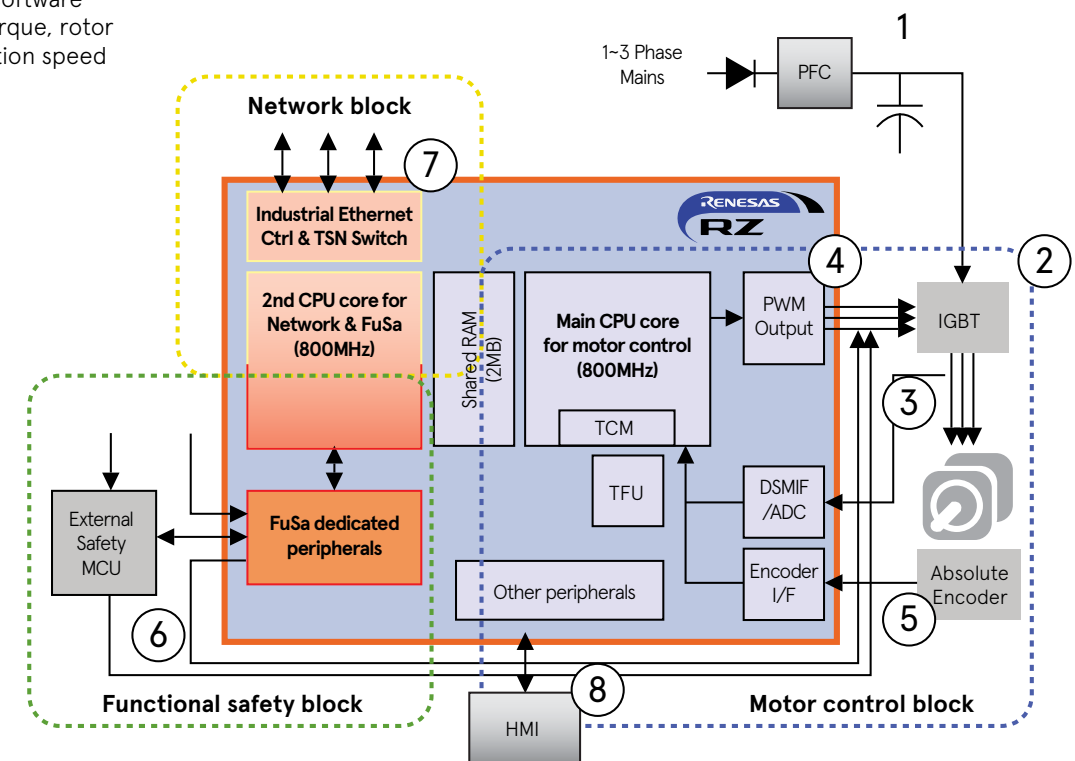 oftware
rque, rotor
tion speed
1
1~3 Phase
Mains
PFC
Network block
7
Industrial Ethernet
Ctrl & TSN Switch
RENESAS
RZ
2nd CPU core for
Network & FuSa
(800MHz)
Shared RAM
(2MB)
Main CPU core
for motor control
(800MHz)
TCM
4
PWM
Output
2
IGBT
3
TFU
DSMIF
/ADC
External
Safety
MCU
FuSa dedicated
peripherals
Other peripherals
Encoder
I/F
Absolute
Encoder
5
6
8
Functional safety block
HMI
Motor control block